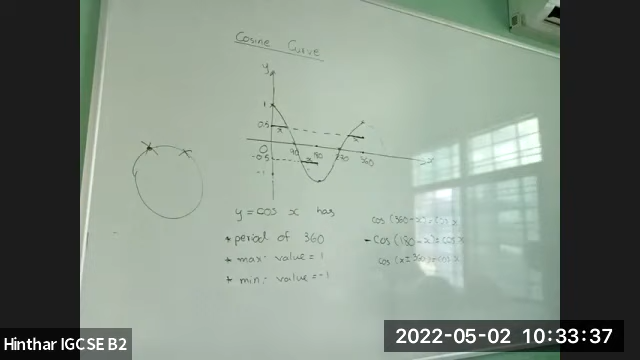 Cosine Curve
y
1
0.5
x
x
0
90
180
270
360
x
-0.5
x
-1
y = cos x has
* period of 360
* max: value = 1
* min: value = -1
cos (360-x) = cos x
- cos (180-x) = cos x
cos (x ± 360) = cos x
Hinthar IGCSE B2
2022-05-02 10:33:37